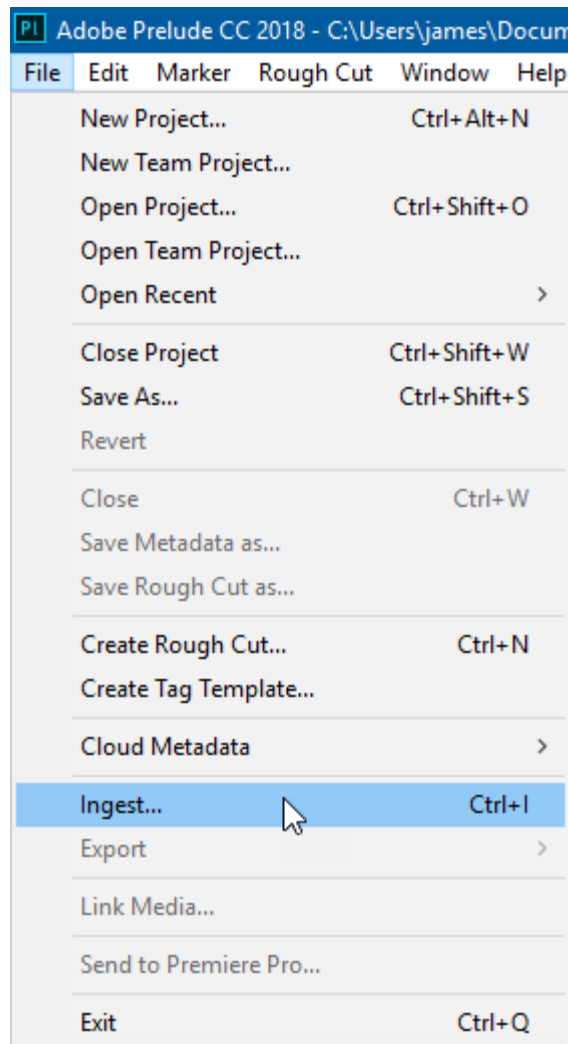 Pl Adobe Prelude CC 2018 - C:\Users\james\Docum
File Edit Marker Rough Cut Window Help
New Project... Ctrl+Alt+N
New Team Project...
Open Project... Ctrl+Shift+O
Open Team Project...
Open Recent >
Close Project Ctrl+Shift+W
Save As... Ctrl+Shift+S
Revert
Close Ctrl+W
Save Metadata as...
Save Rough Cut as...
Create Rough Cut... Ctrl+N
Create Tag Template...
Cloud Metadata >
Ingest... Ctrl+I
Export >
Link Media...
Send to Premiere Pro...
Exit Ctrl+Q